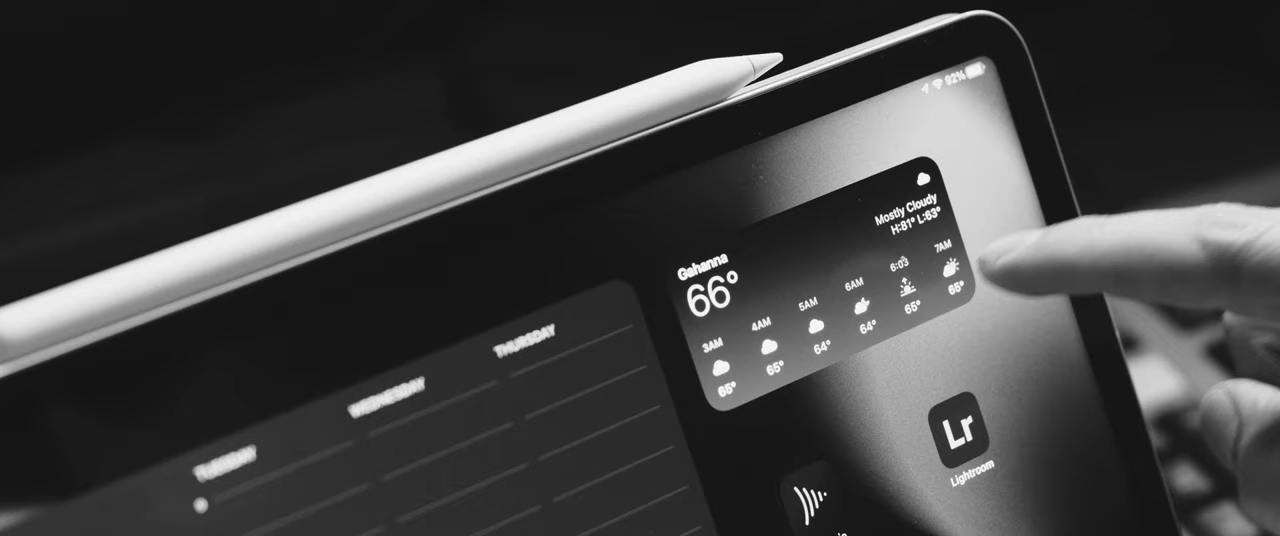 92%
Gahanna
66°
Mostly Cloudy
H:81° L:63°
3AM 4AM 5AM 6AM 6:03 7AM
65° 65° 64° 64° 65° 65°
TUESDAY WEDNESDAY THURSDAY
Lr
Lightroom